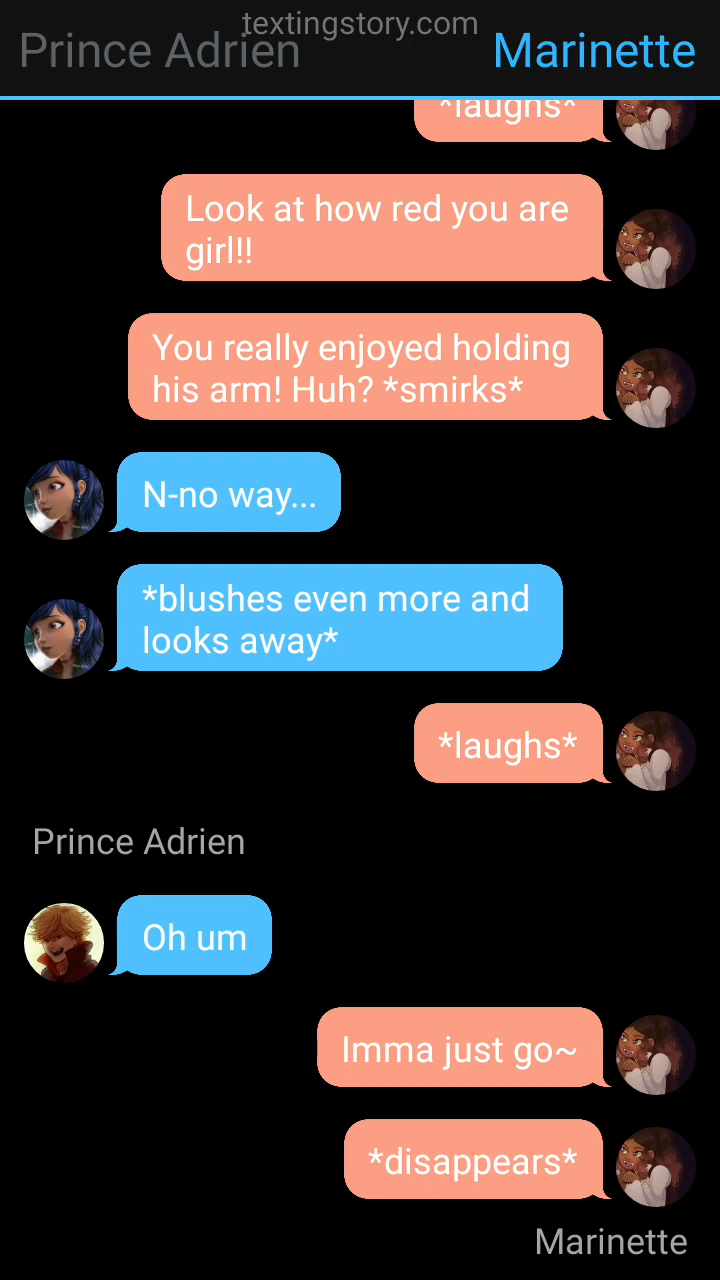 textingstory.com
Prince Adrien
Marinette
*laughs*
Look at how red you are
girl!!
You really enjoyed holding
his arm! Huh? *smirks*
N-no way...
*blushes even more and
looks away*
*laughs*
Prince Adrien
Oh um
Imma just go~
*disappears*
Marinette